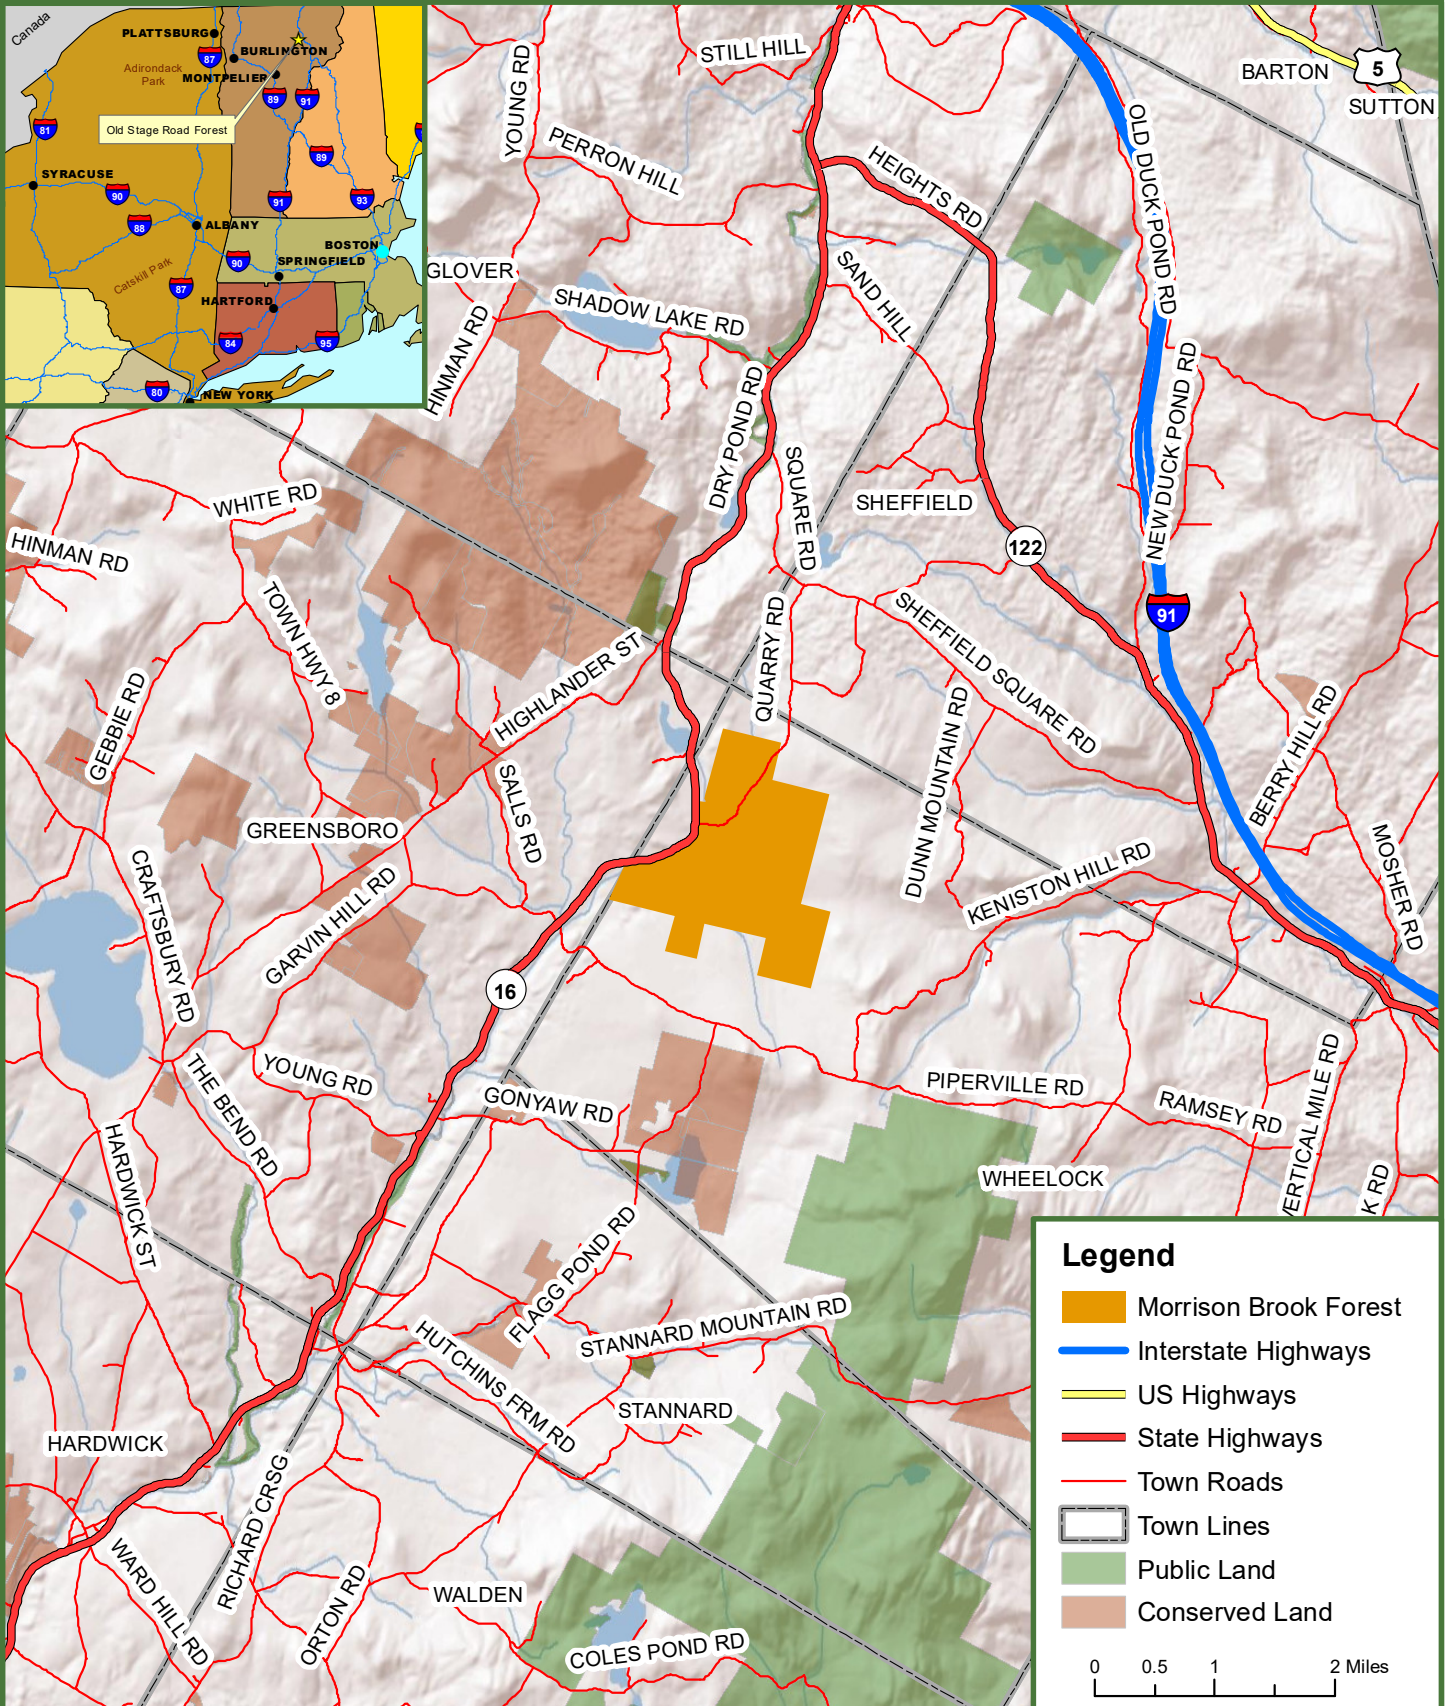 Canada
PLATTSBURG
87
BURLINGTON
Adirondack
Park
MONTPELIER
89
91
81
Old Stage Road Forest
89
SYRACUSE
90
91
93
88
ALBANY
BOSTON
90
SPRINGFIELD
Catskill Park
87
HARTFORD
84
95
80
NEW YORK
STILL HILL
YOUNG RD
BARTON
5
SUTTON
OLD DUCK POND RD
PERRON HILL
HEIGHTS RD
GLOVER
SAND HILL
SHADOW LAKE RD
HINMAN RD
NEW DUCK POND RD
DRY POND RD
SQUARE RD
SHEFFIELD
WHITE RD
HINMAN RD
122
TOWN HWY 8
QUARRY RD
SHEFFIELD SQUARE RD
91
HIGHLANDER ST
GEBBIE RD
DUNN MOUNTAIN RD
BERRY HILL RD
SALLS RD
GREENSBORO
MOSHER RD
CRAFTSBURY RD
GARVIN HILL RD
KENISTON HILL RD
16
THE BEND RD
YOUNG RD
GONYAW RD
PIPERVILLE RD
RAMSEY RD
VERTICAL MILE RD
HARDWICK ST
WHEELOCK
K RD
FLAGG POND RD
STANNARD MOUNTAIN RD
HUTCHINS FRM RD
STANNARD
HARDWICK
RICHARD CRSG
WARD HILL RD
ORTON RD
WALDEN
COLES POND RD
Legend
Morrison Brook Forest
Interstate Highways
US Highways
State Highways
Town Roads
Town Lines
Public Land
Conserved Land
0 0.5 1 2 Miles